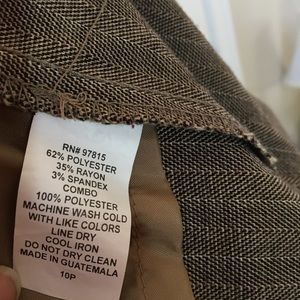 RN# 97815
62% POLYESTER
35% RAYON
3% SPANDEX
COMBO
100% POLYESTER
MACHINE WASH COLD
WITH LIKE COLORS
LINE DRY
COOL IRON
DO NOT DRY CLEAN
MADE IN GUATEMALA
10P